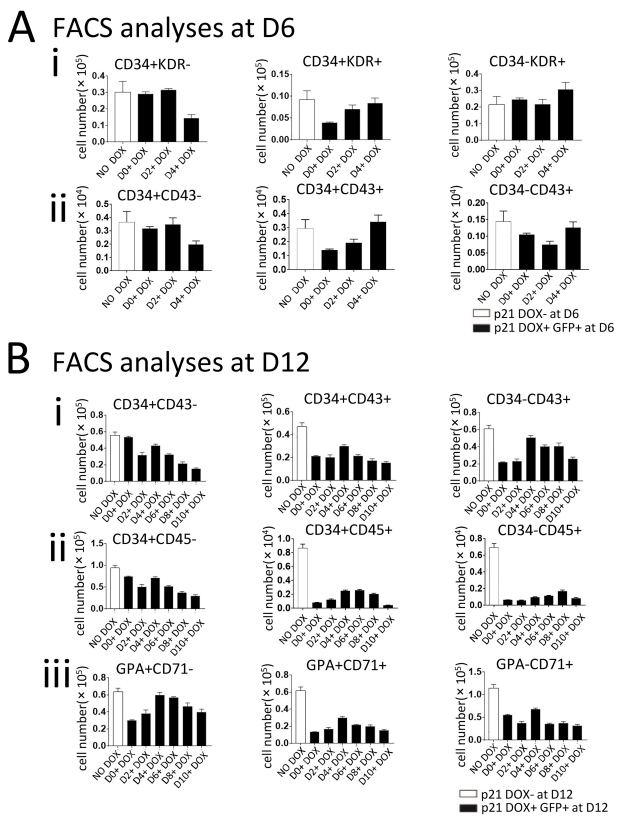 A FACS analyses at D6
i
CD34+KDR-
cell number(× 10⁵)
0.4
0.3
0.2
0.1
0.0
NO DOX
D0+ DOX
D2+ DOX
D4+ DOX
CD34+KDR+
cell number(× 10⁵)
0.15
0.10
0.05
0.00
NO DOX
D0+ DOX
D2+ DOX
D4+ DOX
CD34-KDR+
cell number(× 10⁵)
0.4
0.3
0.2
0.1
0.0
NO DOX
D0+ DOX
D2+ DOX
D4+ DOX
ii
CD34+CD43-
cell number(× 10⁴)
0.5
0.4
0.3
0.2
0.1
0.0
NO DOX
D0+ DOX
D2+ DOX
D4+ DOX
CD34+CD43+
cell number(× 10⁴)
0.5
0.4
0.3
0.2
0.1
0.0
NO DOX
D0+ DOX
D2+ DOX
D4+ DOX
CD34-CD43+
cell number(× 10⁴)
0.20
0.15
0.10
0.05
0.00
NO DOX
D0+ DOX
D2+ DOX
D4+ DOX
p21 DOX- at D6
p21 DOX+ GFP+ at D6
B FACS analyses at D12
i
CD34+CD43-
cell number(× 10⁵)
0.8
0.6
0.4
0.2
0.0
NO DOX
D0+ DOX
D2+ DOX
D4+ DOX
D6+ DOX
D8+ DOX
D10+ DOX
CD34+CD43+
cell number(× 10⁵)
0.6
0.4
0.2
0.0
NO DOX
D0+ DOX
D2+ DOX
D4+ DOX
D6+ DOX
D8+ DOX
D10+ DOX
CD34-CD43+
cell number(× 10⁵)
0.8
0.6
0.4
0.2
0.0
NO DOX
D0+ DOX
D2+ DOX
D4+ DOX
D6+ DOX
D8+ DOX
D10+ DOX
ii
CD34+CD45-
cell number(× 10⁵)
1.5
1.0
0.5
0.0
NO DOX
D0+ DOX
D2+ DOX
D4+ DOX
D6+ DOX
D8+ DOX
D10+ DOX
CD34+CD45+
cell number(× 10⁴)
1.0
0.8
0.6
0.4
0.2
0.0
NO DOX
D0+ DOX
D2+ DOX
D4+ DOX
D6+ DOX
D8+ DOX
D10+ DOX
CD34-CD45+
cell number(× 10⁴)
0.8
0.6
0.4
0.2
0.0
NO DOX
D0+ DOX
D2+ DOX
D4+ DOX
D6+ DOX
D8+ DOX
D10+ DOX
iii
GPA+CD71-
cell number(× 10⁵)
0.8
0.6
0.4
0.2
0.0
NO DOX
D0+ DOX
D2+ DOX
D4+ DOX
D6+ DOX
D8+ DOX
D10+ DOX
GPA+CD71+
cell number(× 10⁵)
0.8
0.6
0.4
0.2
0.0
NO DOX
D0+ DOX
D2+ DOX
D4+ DOX
D6+ DOX
D8+ DOX
D10+ DOX
GPA-CD71+
cell number(× 10⁵)
1.5
1.0
0.5
0.0
NO DOX
D0+ DOX
D2+ DOX
D4+ DOX
D6+ DOX
D8+ DOX
D10+ DOX
p21 DOX- at D12
p21 DOX+ GFP+ at D12